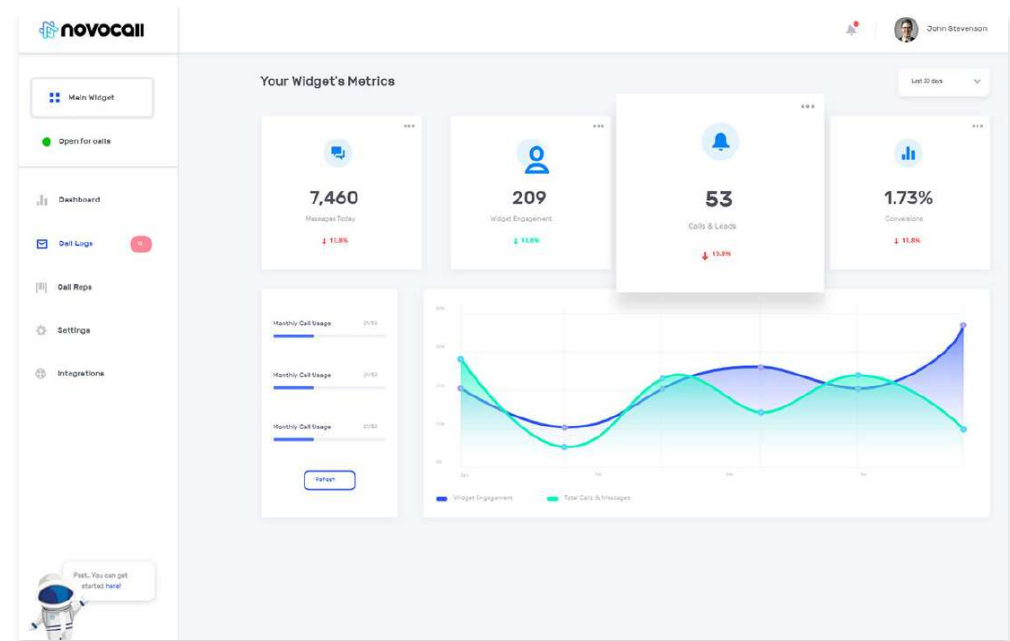 novocall
John Stevenson
Main Widget
Open for calls
Dashboard
Call Logs
Call Reps
Settings
Integrations
Psst.. You can get
started here!
Your Widget's Metrics
Last 30 days
7,460
Messages Today
↓ 13.8%
209
Widget Engagement
↓ 13.8%
53
Calls & Leads
↓ 13.8%
1.73%
Conversions
↓ 13.8%
Monthly Call Usage
Monthly Call Usage
Monthly Call Usage
Refresh
Widget Engagement
Total Calls & Messages